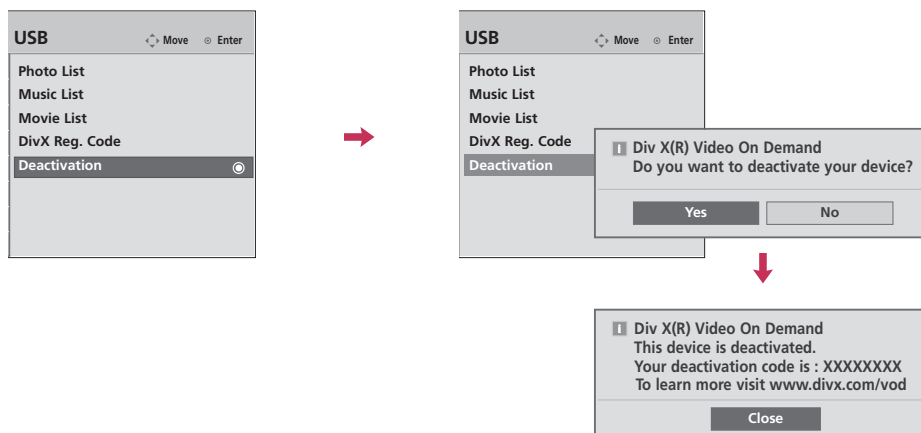 USB Move Enter
Photo List
Music List
Movie List
DivX Reg. Code
Deactivation
USB Move Enter
Photo List
Music List
Movie List
DivX Reg. Code
Deactivation
Div X(R) Video On Demand
Do you want to deactivate your device?
Yes No
Div X(R) Video On Demand
This device is deactivated.
Your deactivation code is : XXXXXXXX
To learn more visit www.divx.com/vod
Close